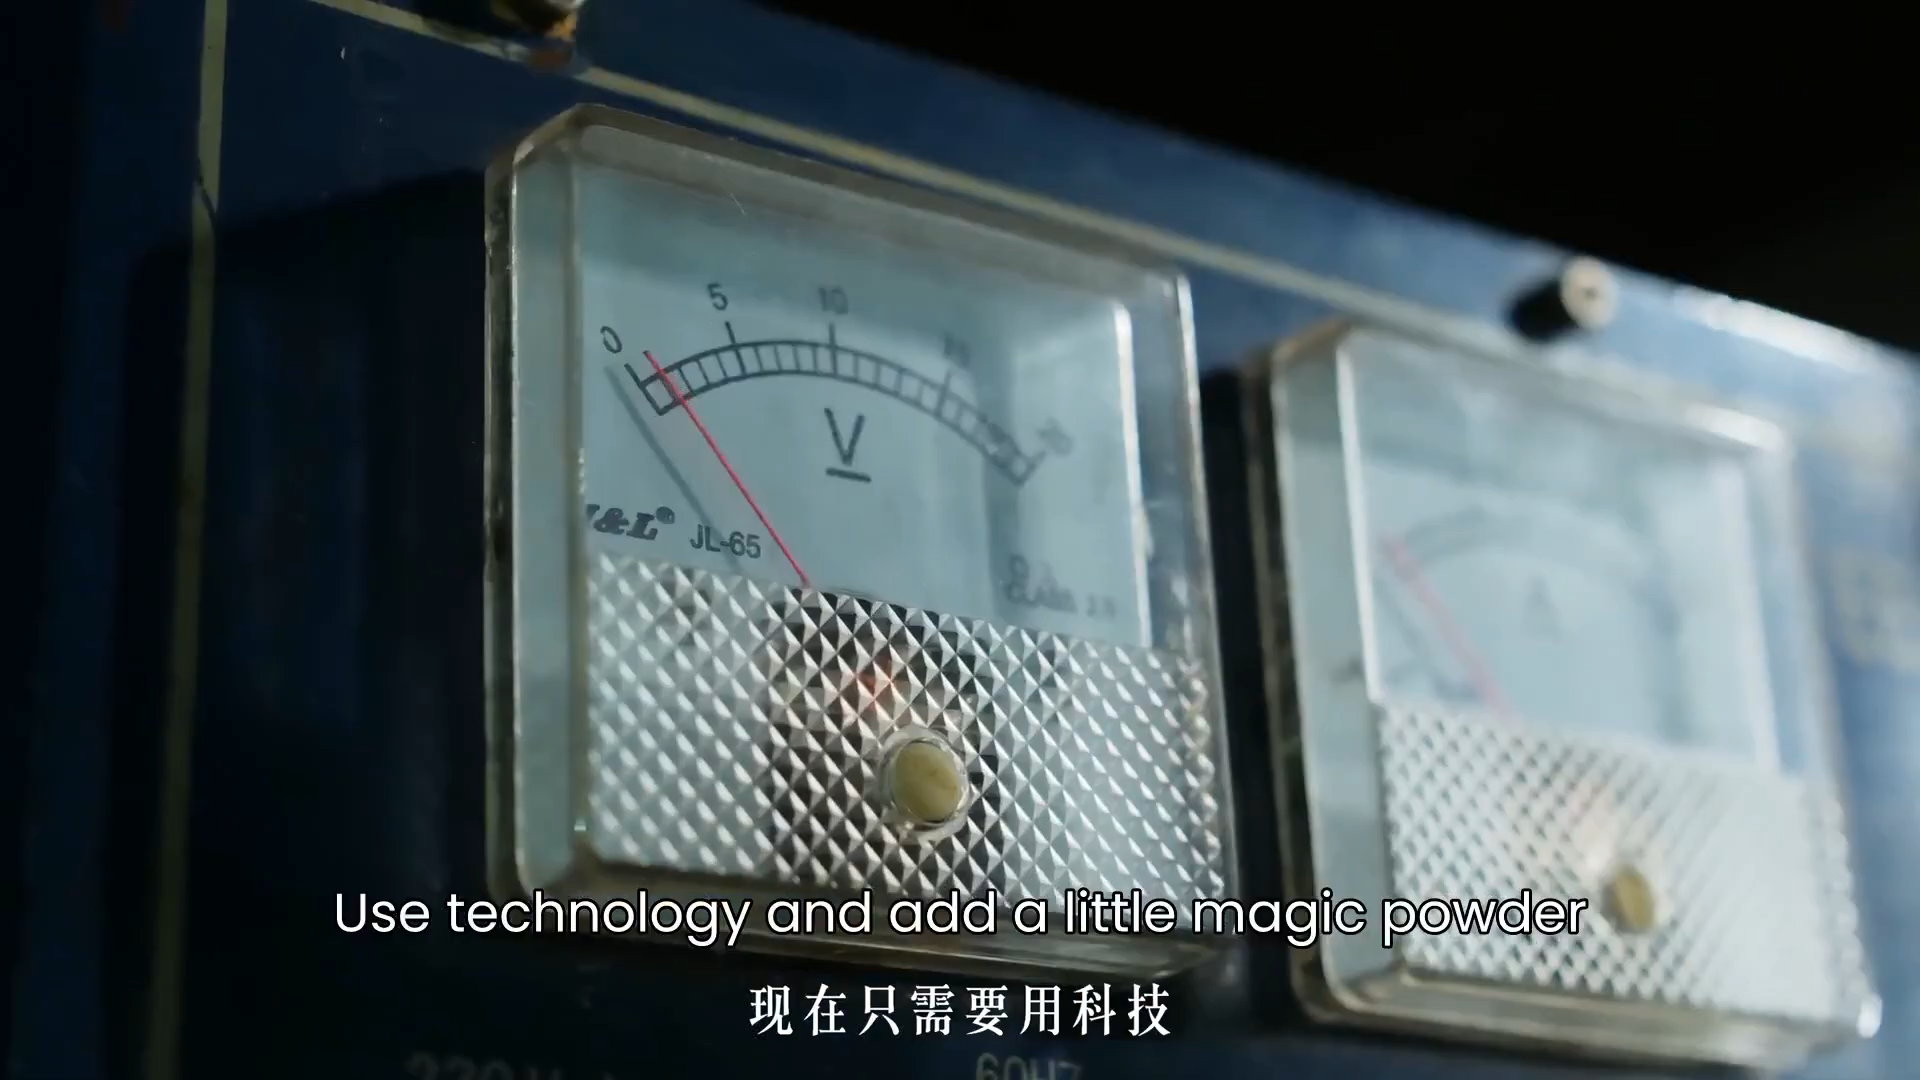 0 5 10
V
&L® JL-65
Use technology and add a little magic powder
现在只需要用科技
60Hz